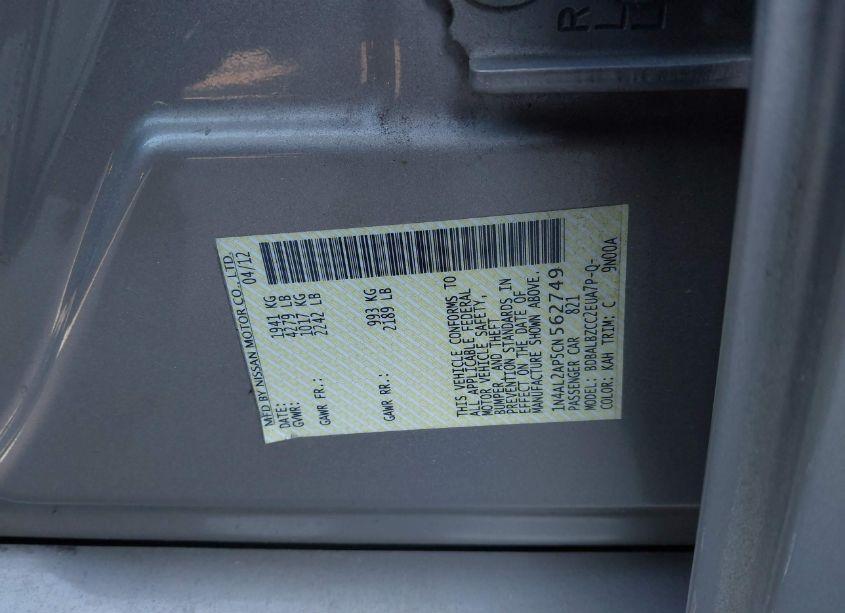 MFD BY NISSAN MOTOR CO., LTD.
DATE: 04/12
GVWR: 1941 KG
4279 LB
GAWR FR.: 1017 KG
2242 LB
GAWR RR.: 993 KG
2189 LB
THIS VEHICLE CONFORMS TO
ALL APPLICABLE FEDERAL
MOTOR VEHICLE SAFETY,
BUMPER, AND THEFT
PREVENTION STANDARDS IN
EFFECT ON THE DATE OF
MANUFACTURE SHOWN ABOVE.
1N4AL2AP5CN562749
PASSENGER CAR 821
MODEL: BDBALBZCC2EUA7P-Q-
COLOR: KAH TRIM: C 9N00A